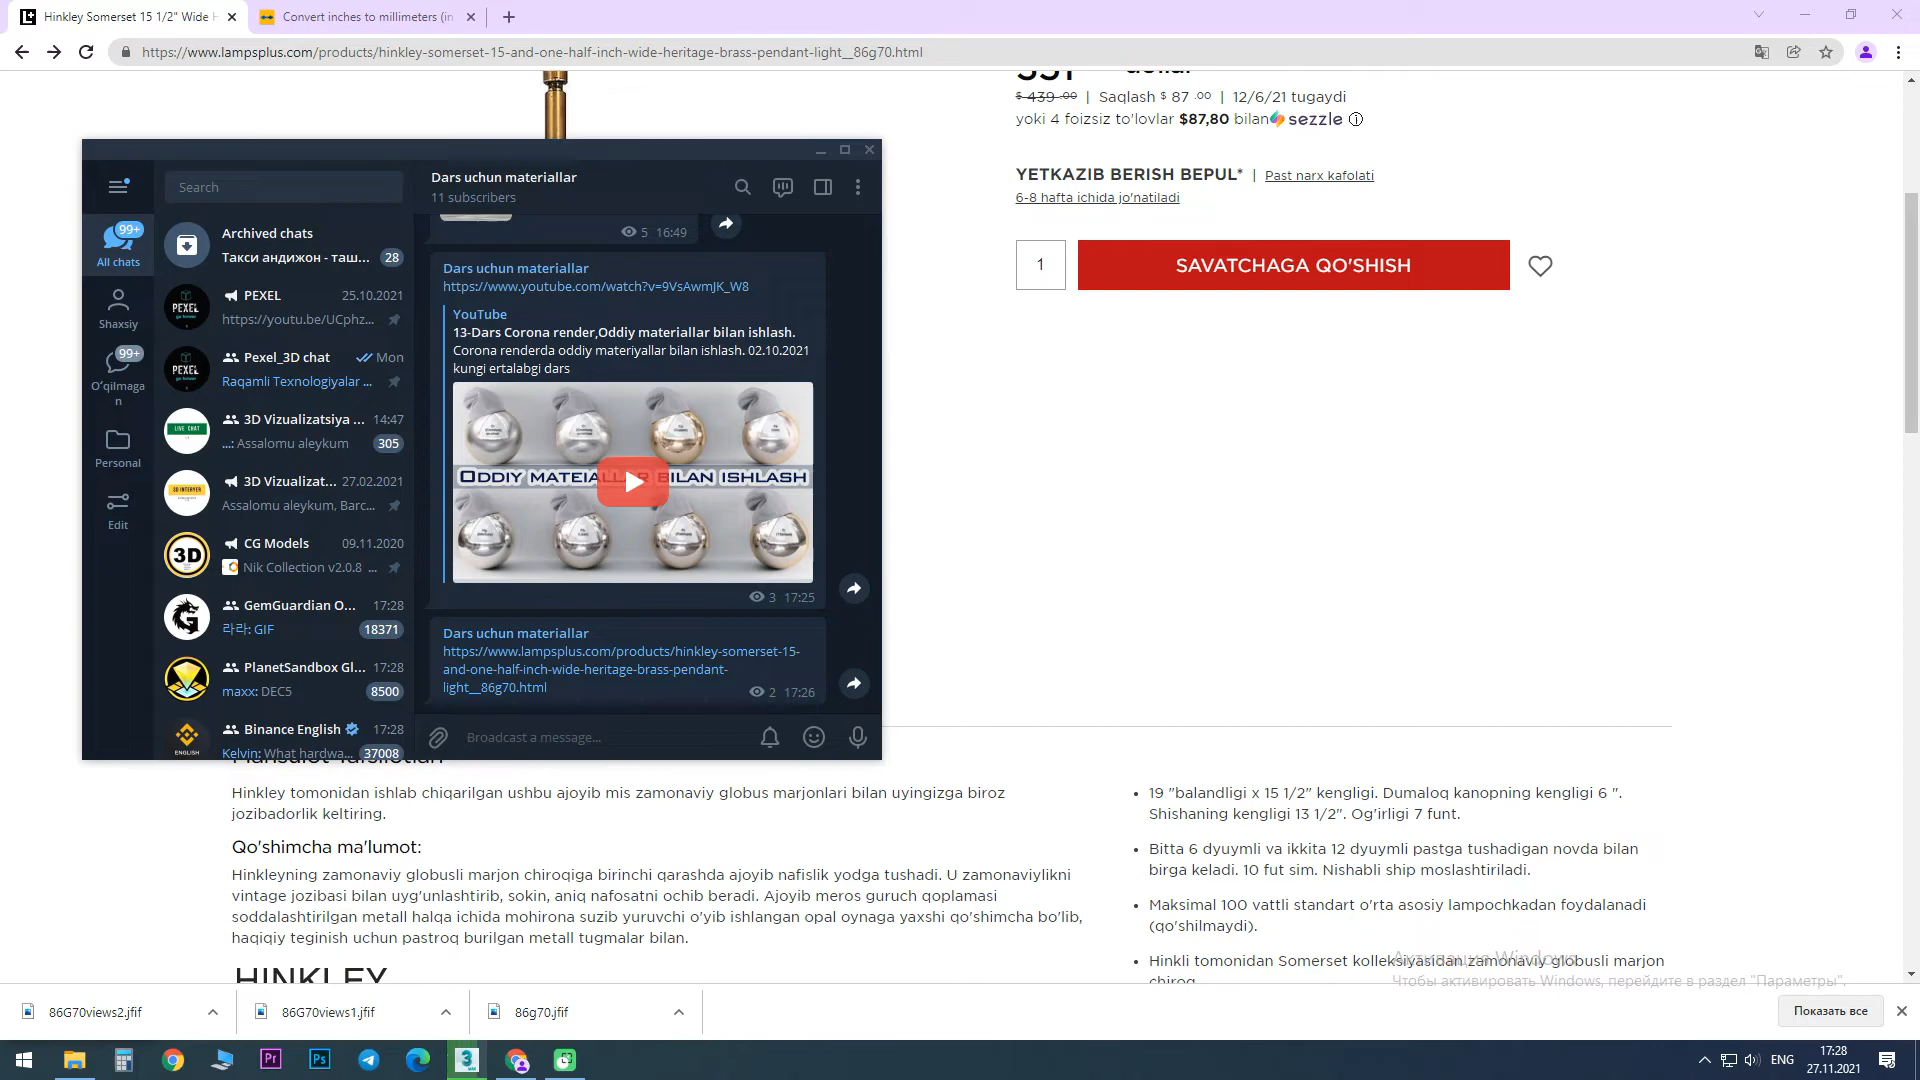 Hinkley Somerset 15 1/2" Wide H
Convert inches to millimeters (in
https://www.lampsplus.com/products/hinkley-somerset-15-and-one-half-inch-wide-heritage-brass-pendant-light__86g70.html
$ 439 .00 | Saqlash $ 87 .00 | 12/6/21 tugaydi
yoki 4 foizsiz to'lovlar $87,80 bilan sezzle
YETKAZIB BERISH BEPUL* | Past narx kafolati
6-8 hafta ichida jo'natiladi
1
SAVATCHAGA QO'SHISH
Search
99+
All chats
Shaxsiy
99+
O'qilmaga
n
Personal
Edit
Archived chats
Такси андижон - таш... 28
PEXEL 25.10.2021
https://youtu.be/UCphz...
Pexel_3D chat Mon
Raqamli Texnologiyalar ...
3D Vizualizatsiya ... 14:47
...: Assalomu aleykum 305
3D Vizualizat... 27.02.2021
Assalomu aleykum, Barc...
CG Models 09.11.2020
Nik Collection v2.0.8 ...
GemGuardian O... 17:28
라라: GIF 18371
PlanetSandbox Gl... 17:28
maxx: DEC5 8500
Binance English 17:28
Kelvin: What hardwa... 37008
PEXEL
PEXEL
LIVE CHAT
3D INTERYER
3D
ENGLISH
Dars uchun materiallar
11 subscribers
5 16:49
Dars uchun materiallar
https://www.youtube.com/watch?v=9VsAwmJK_W8
YouTube
13-Dars Corona render,Oddiy materiallar bilan ishlash.
Corona renderda oddiy materiyallar bilan ishlash. 02.10.2021
kungi ertalabgi dars
3 17:25
Dars uchun materiallar
https://www.lampsplus.com/products/hinkley-somerset-15-
and-one-half-inch-wide-heritage-brass-pendant-
light__86g70.html
2 17:26
Broadcast a message...
Hinkley tomonidan ishlab chiqarilgan ushbu ajoyib mis zamonaviy globus marjonlari bilan uyingizga biroz
jozibadorlik keltiring.
Qo'shimcha ma'lumot:
Hinkleyning zamonaviy globusli marjon chiroqiga birinchi qarashda ajoyib nafislik yodga tushadi. U zamonaviylikni
vintage jozibasi bilan uyg'unlashtirib, sokin, aniq nafosatni ochib beradi. Ajoyib meros guruch qoplamasi
soddalashtirilgan metall halqa ichida mohirona suzib yuruvchi o'yib ishlangan opal oynaga yaxshi qo'shimcha bo'lib,
haqiqiy teginish uchun pastroq burilgan metall tugmalar bilan.
HINKLEY
19 "balandligi x 15 1/2" kengligi. Dumaloq kanopning kengligi 6 ".
Shishaning kengligi 13 1/2". Og'irligi 7 funt.
Bitta 6 dyuymli va ikkita 12 dyuymli pastga tushadigan novda bilan
birga keladi. 10 fut sim. Nishabli ship moslashtiriladi.
Maksimal 100 vattli standart o'rta asosiy lampochkadan foydalanadi
(qo'shilmaydi).
Hinkli tomonidan Somerset kolleksiyasidan zamonaviy globusli marjon
chiroq.
Активация Windows
Чтобы активировать Windows, перейдите в раздел "Параметры".
86G70views2.jfif
86G70views1.jfif
86g70.jfif
Показать все
Pr
Ps
3
ENG
17:28
27.11.2021